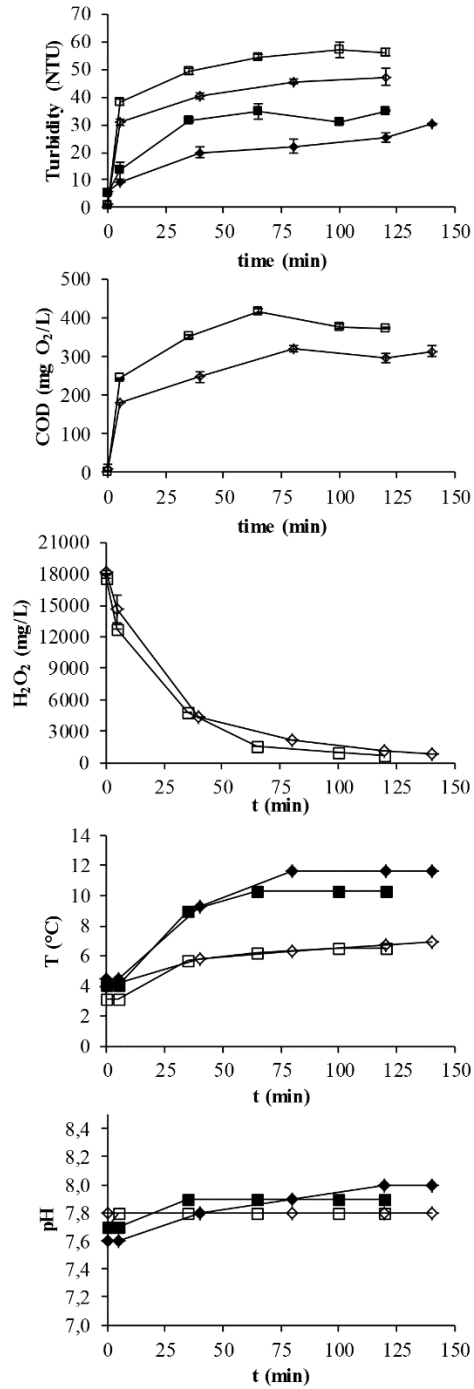 Turbidity (NTU)
70
60
50
40
30
20
10
0
0 25 50 75 100 125 150
time (min)
COD (mg O₂/L)
500
400
300
200
100
0
0 25 50 75 100 125 150
time (min)
H₂O₂ (mg/L)
21000
18000
15000
12000
9000
6000
3000
0
0 25 50 75 100 125 150
t (min)
T (°C)
14
12
10
8
6
4
2
0
0 25 50 75 100 125 150
t (min)
pH
8,4
8,2
8,0
7,8
7,6
7,4
7,2
7,0
0 25 50 75 100 125 150
t (min)